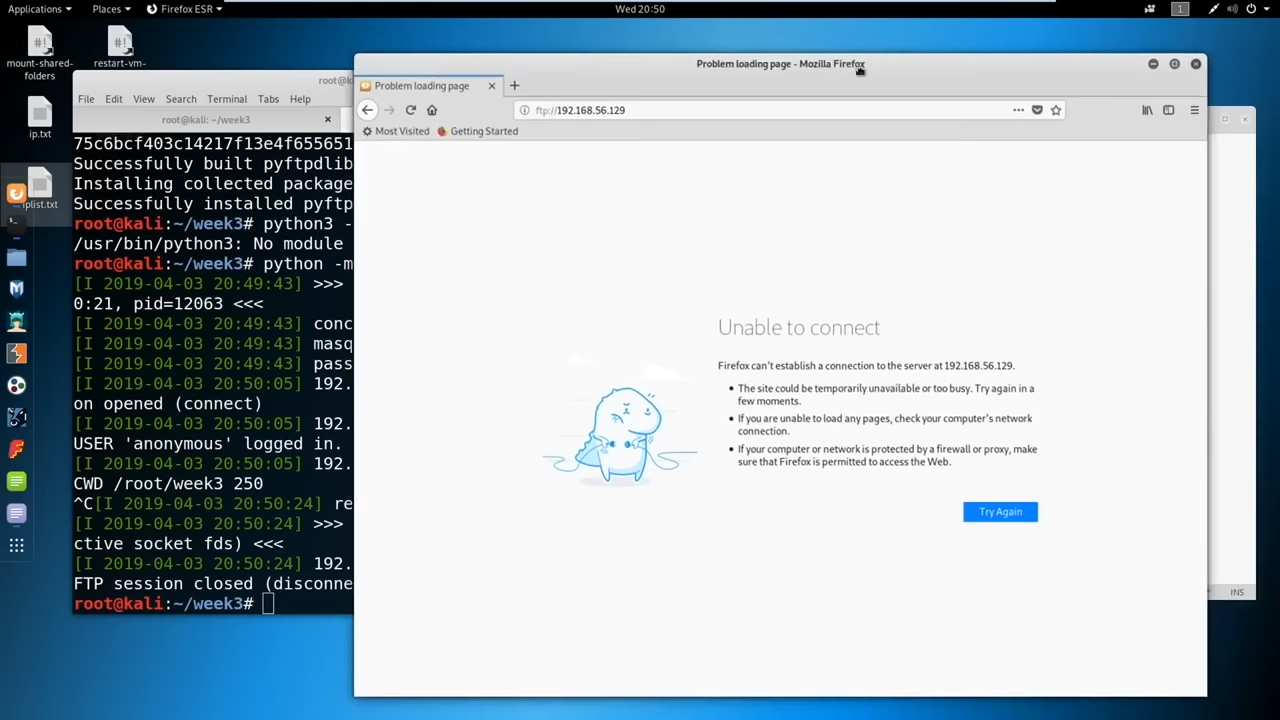 Applications
Places
Firefox ESR
Wed 20:50
1
mount-shared-
folders
restart-vm-
ip.txt
iplist.txt
root@k
File Edit View Search Terminal Tabs Help
root@kali: ~/week3
75c6bcf403c14217f13e4f655651
Successfully built pyftpdlib
Installing collected package
Successfully installed pyftp
root@kali:~/week3# python3 -
/usr/bin/python3: No module
root@kali:~/week3# python -m
[I 2019-04-03 20:49:43] >>>
0:21, pid=12063 <<<
[I 2019-04-03 20:49:43] conc
[I 2019-04-03 20:49:43] masq
[I 2019-04-03 20:49:43] pass
[I 2019-04-03 20:50:05] 192.
on opened (connect)
[I 2019-04-03 20:50:05] 192.
USER 'anonymous' logged in.
[I 2019-04-03 20:50:05] 192.
CWD /root/week3 250
^C[I 2019-04-03 20:50:24] re
[I 2019-04-03 20:50:24] >>>
ctive socket fds) <<<
[I 2019-04-03 20:50:24] 192.
FTP session closed (disconne
root@kali:~/week3#
Problem loading page - Mozilla Firefox
Problem loading page
ftp://192.168.56.129
Most Visited
Getting Started
Unable to connect
Firefox can't establish a connection to the server at 192.168.56.129.
The site could be temporarily unavailable or too busy. Try again in a
few moments.
If you are unable to load any pages, check your computer's network
connection.
If your computer or network is protected by a firewall or proxy, make
sure that Firefox is permitted to access the Web.
Try Again
INS